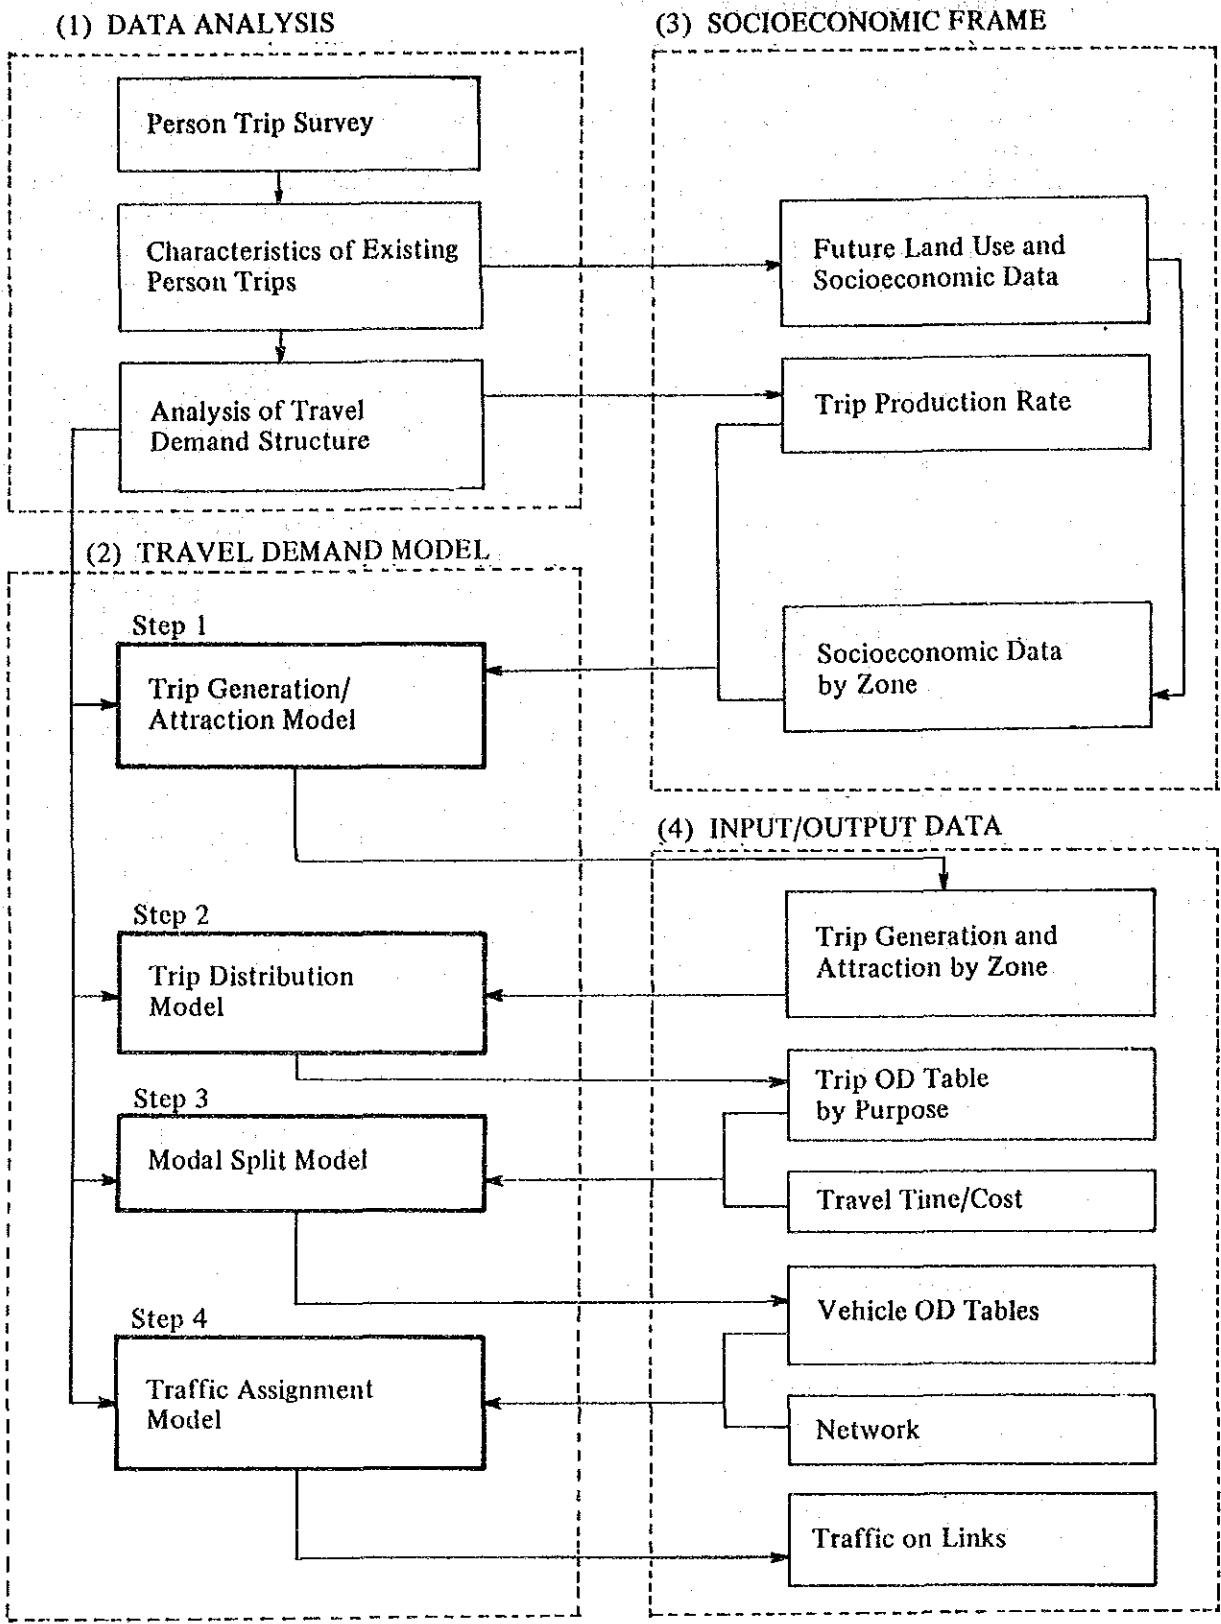 (1) DATA ANALYSIS
Person Trip Survey
Characteristics of Existing
Person Trips
Analysis of Travel
Demand Structure
(2) TRAVEL DEMAND MODEL
Step 1
Trip Generation/
Attraction Model
Step 2
Trip Distribution
Model
Step 3
Modal Split Model
Step 4
Traffic Assignment
Model
(3) SOCIOECONOMIC FRAME
Future Land Use and
Socioeconomic Data
Trip Production Rate
Socioeconomic Data
by Zone
(4) INPUT/OUTPUT DATA
Trip Generation and
Attraction by Zone
Trip OD Table
by Purpose
Travel Time/Cost
Vehicle OD Tables
Network
Traffic on Links